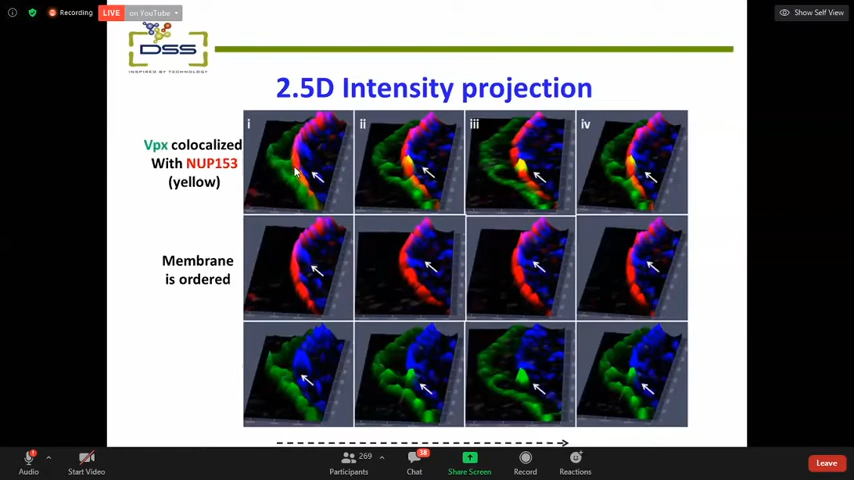 Recording
LIVE on YouTube
Show Self View
DSS
INSPIRED BY TECHNOLOGY
2.5D Intensity projection
i ii iii iv
Vpx colocalized
With NUP153
(yellow)
Membrane
is ordered
Audio
Start Video
269
Participants
38
Chat
Share Screen
Record
Reactions
Leave